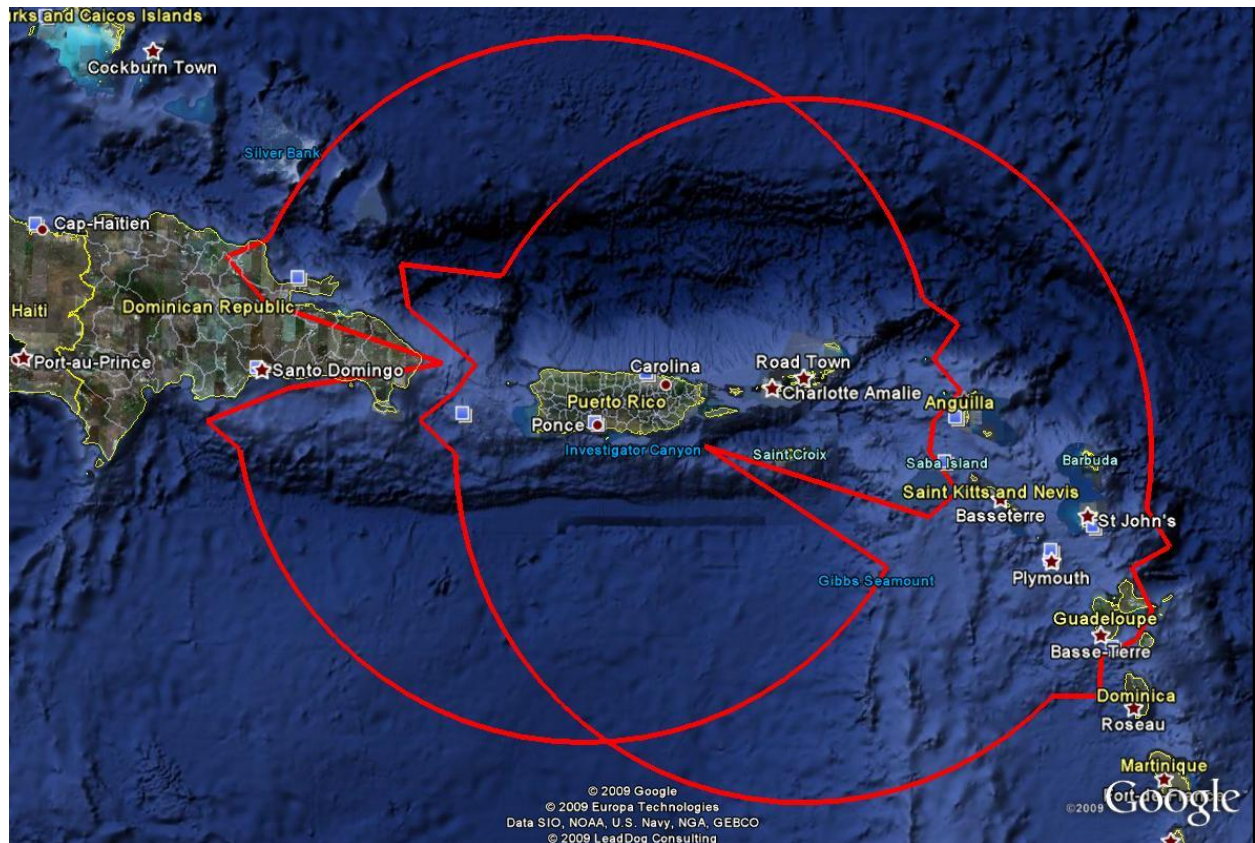 rks and Caicos Islands
Cockburn Town
Silver Bank
Cap-Haïtien
Dominican Republic
Haiti
Port-au-Prince
Santo Domingo
Carolina
Road Town
Charlotte Amalie
Puerto Rico
Anguilla
Ponce
Investigator Canyon
Saint Croix
Saba Island
Barbuda
Saint Kitts and Nevis
Basseterre
St John's
Gibbs Seamount
Plymouth
Guadeloupe
Basse-Terre
Dominica
Roseau
Martinique
© 2009 Google
© 2009 Europa Technologies
Data SIO, NOAA, U.S. Navy, NGA, GEBCO
© 2009 LeadDog Consulting
©2009 Google